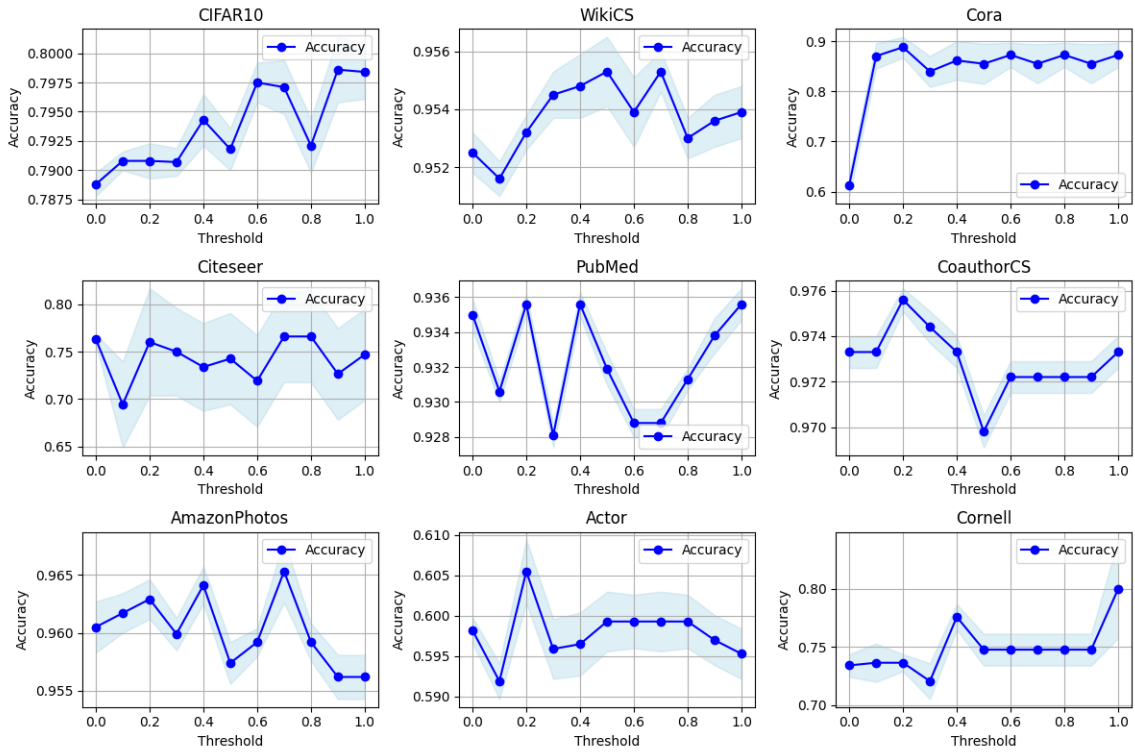 CIFAR10
Accuracy
0.8000
0.7975
0.7950
0.7925
0.7900
0.7875
Accuracy
0.0 0.2 0.4 0.6 0.8 1.0
Threshold
WikiCS
Accuracy
0.956
0.954
0.952
Accuracy
0.0 0.2 0.4 0.6 0.8 1.0
Threshold
Cora
Accuracy
0.9
0.8
0.7
0.6
Accuracy
0.0 0.2 0.4 0.6 0.8 1.0
Threshold
Citeseer
Accuracy
0.80
0.75
0.70
0.65
Accuracy
0.0 0.2 0.4 0.6 0.8 1.0
Threshold
PubMed
Accuracy
0.936
0.934
0.932
0.930
0.928
Accuracy
0.0 0.2 0.4 0.6 0.8 1.0
Threshold
CoauthorCS
Accuracy
0.976
0.974
0.972
0.970
Accuracy
0.0 0.2 0.4 0.6 0.8 1.0
Threshold
AmazonPhotos
Accuracy
0.965
0.960
0.955
Accuracy
0.0 0.2 0.4 0.6 0.8 1.0
Threshold
Actor
Accuracy
0.610
0.605
0.600
0.595
0.590
Accuracy
0.0 0.2 0.4 0.6 0.8 1.0
Threshold
Cornell
Accuracy
0.80
0.75
0.70
Accuracy
0.0 0.2 0.4 0.6 0.8 1.0
Threshold